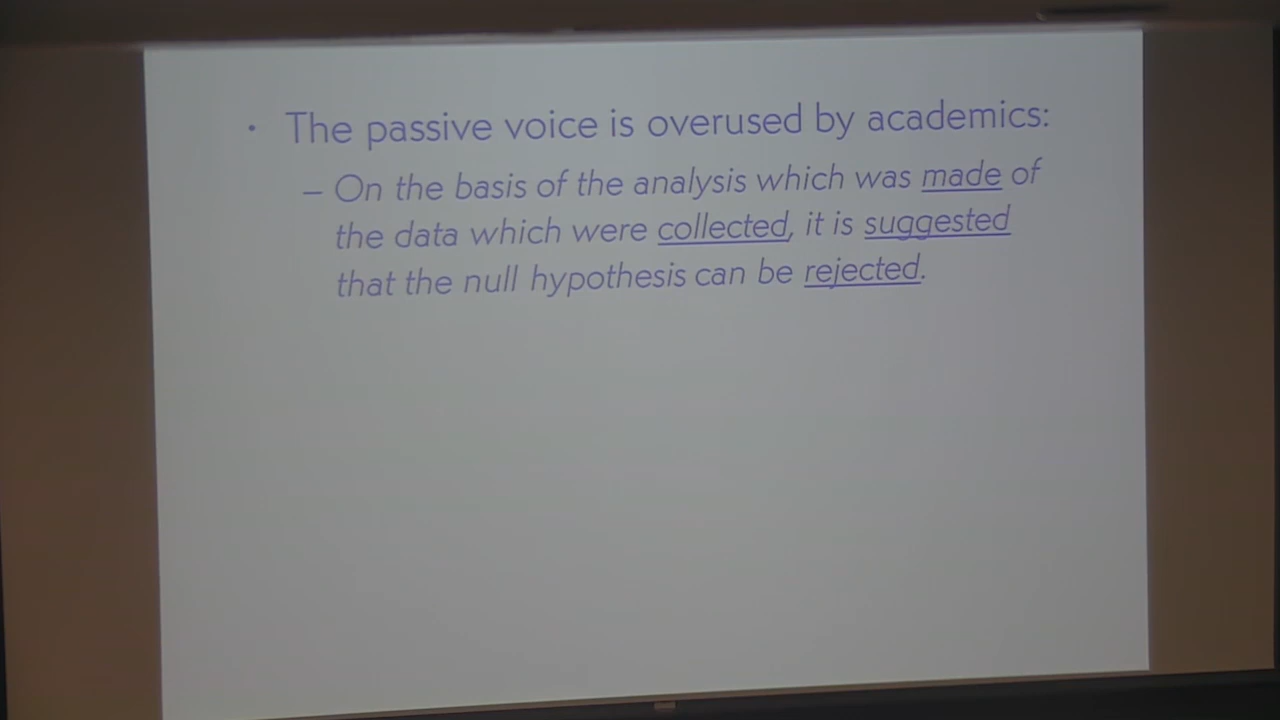 • The passive voice is overused by academics:
– On the basis of the analysis which was made of
the data which were collected, it is suggested
that the null hypothesis can be rejected.